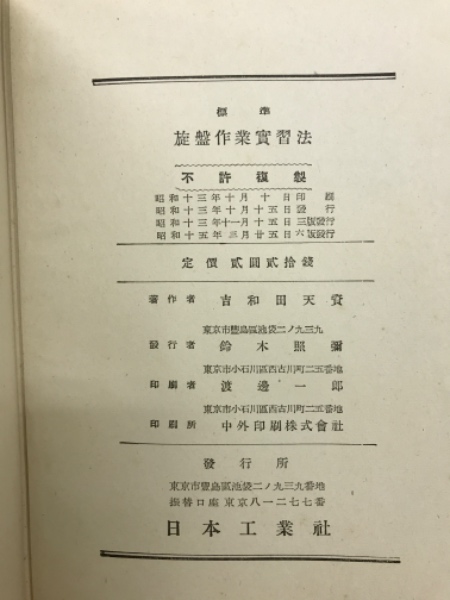 標準
旋盤作業實習法
不許複製
昭和十三年十月十日印刷
昭和十三年十月十五日發行
昭和十三年十一月十五日三版發行
昭和十五年三月廿五日六版發行
定價貳圓貳拾錢
著作者 吉和田天資
東京市豐島區池袋二ノ九三九
發行者 鈴木照彌
東京市小石川區西古川町二五番地
印刷者 渡邊一郎
東京市小石川區西古川町二五番地
印刷所 中外印刷株式會社
發行所
東京市豐島區池袋二ノ九三九番地
振替口座東京八一二七七番
日本工業社